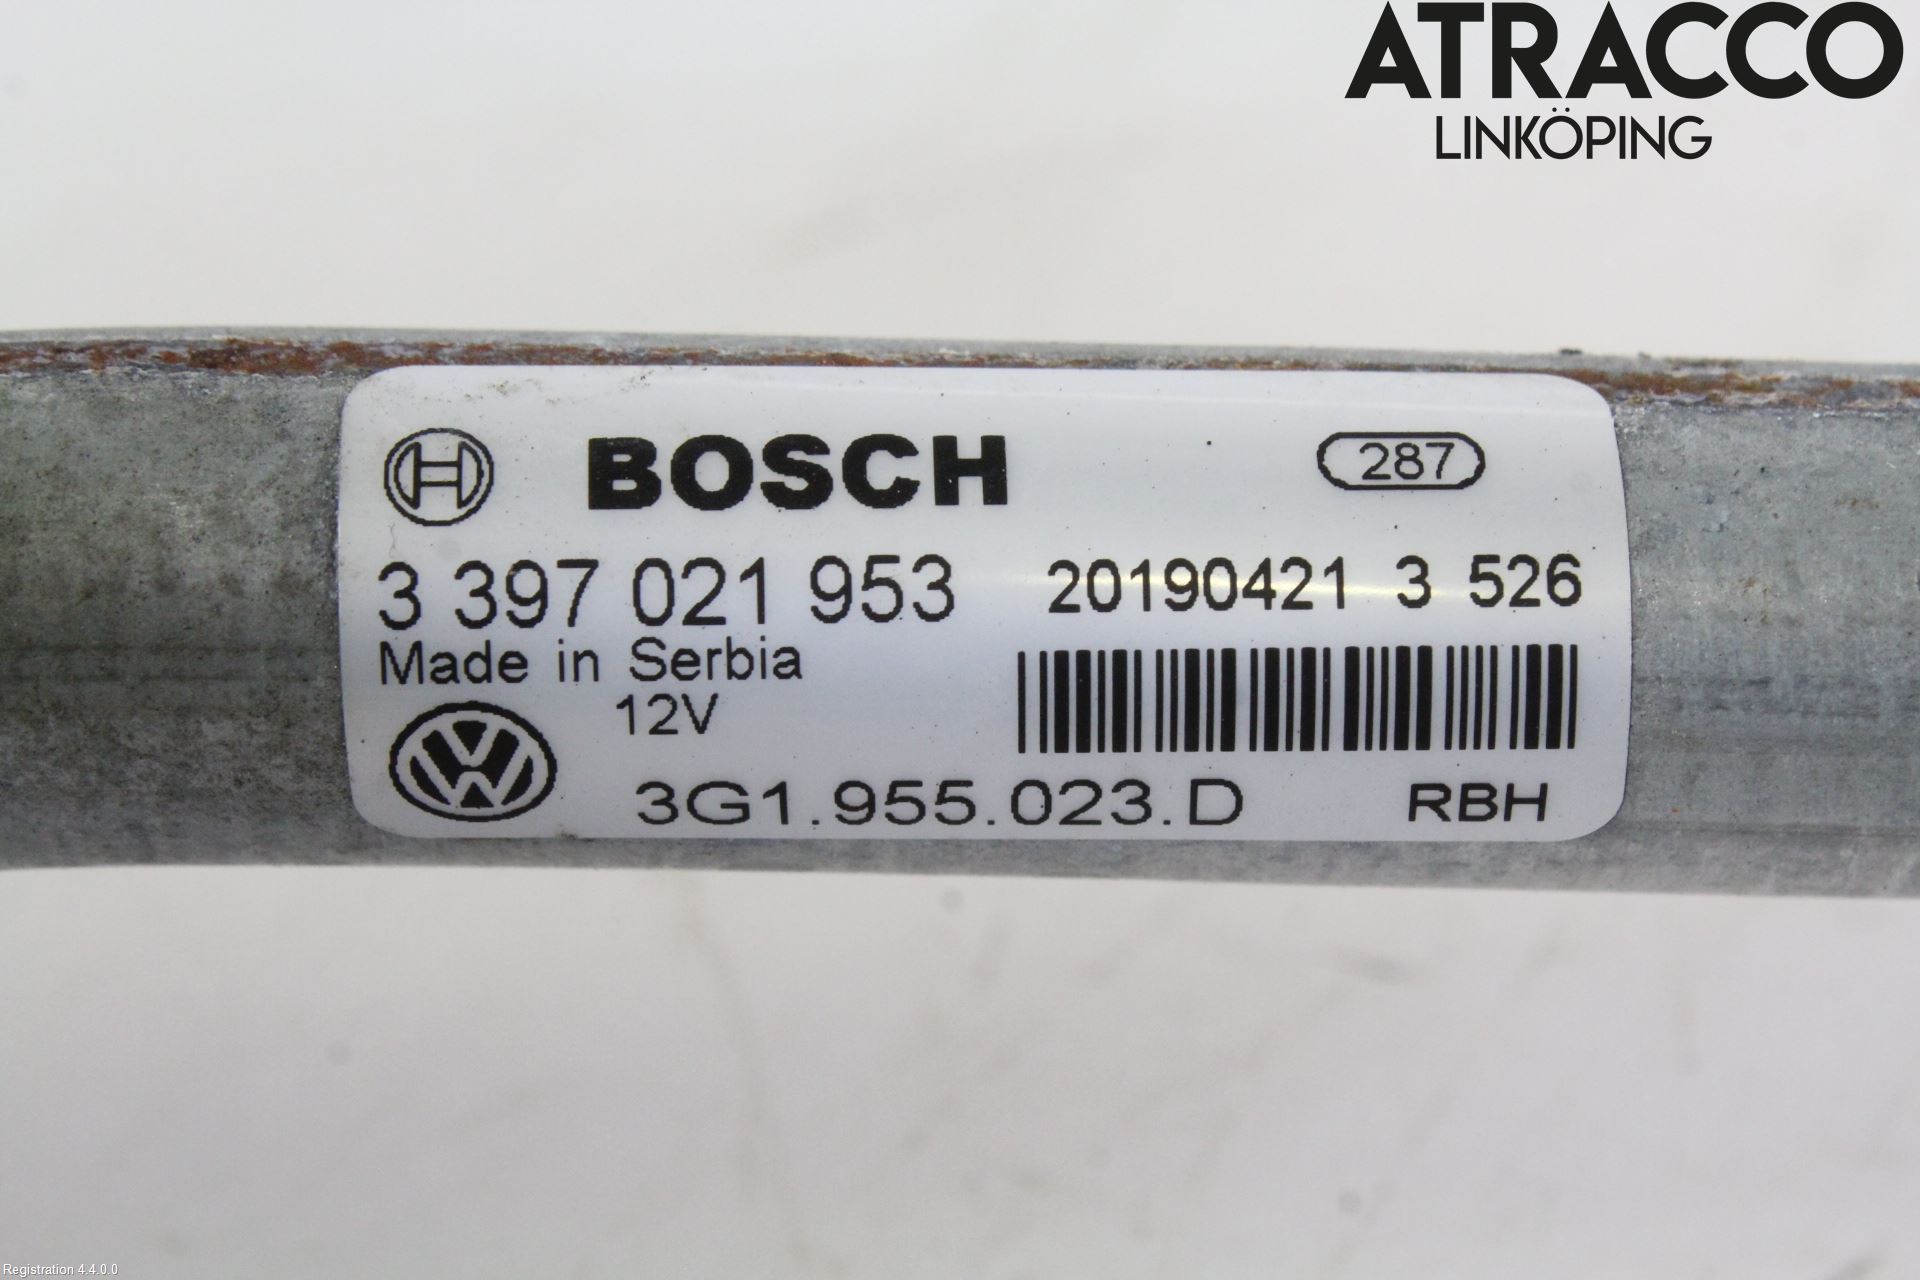 ATRACCO
LINKÖPING
BOSCH 287
3 397 021 953 20190421 3 526
Made in Serbia
12V
3G1.955.023.D RBH
Registration 4.4.0.0